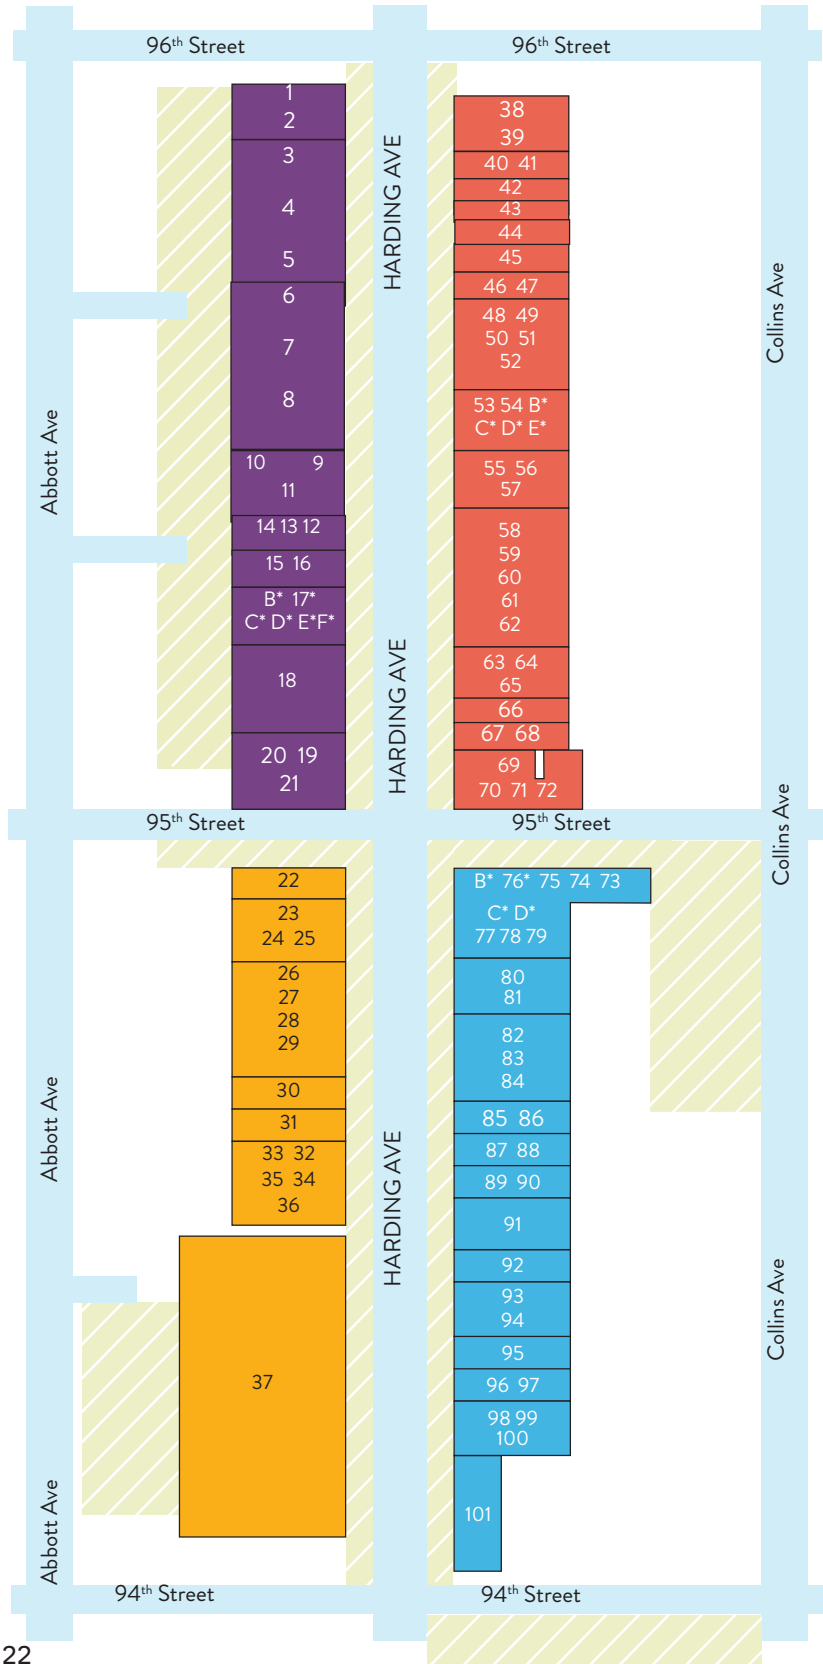 96th Street
96th Street
HARDING AVE
Collins Ave
Abbott Ave
1
2
3
4
5
6
7
8
10 9
11
14 13 12
15 16
B* 17*
C* D* E*F*
18
20 19
21
38
39
40 41
42
43
44
45
46 47
48 49
50 51
52
53 54 B*
C* D* E*
55 56
57
58
59
60
61
62
63 64
65
66
67 68
69
70 71 72
HARDING AVE
Collins Ave
95th Street
95th Street
22
23
24 25
26
27
28
29
30
31
33 32
35 34
36
37
B* 76* 75 74 73
C* D*
77 78 79
80
81
82
83
84
85 86
87 88
89 90
91
92
93
94
95
96 97
98 99
100
101
Abbott Ave
HARDING AVE
Collins Ave
Abbott Ave
94th Street
94th Street
22